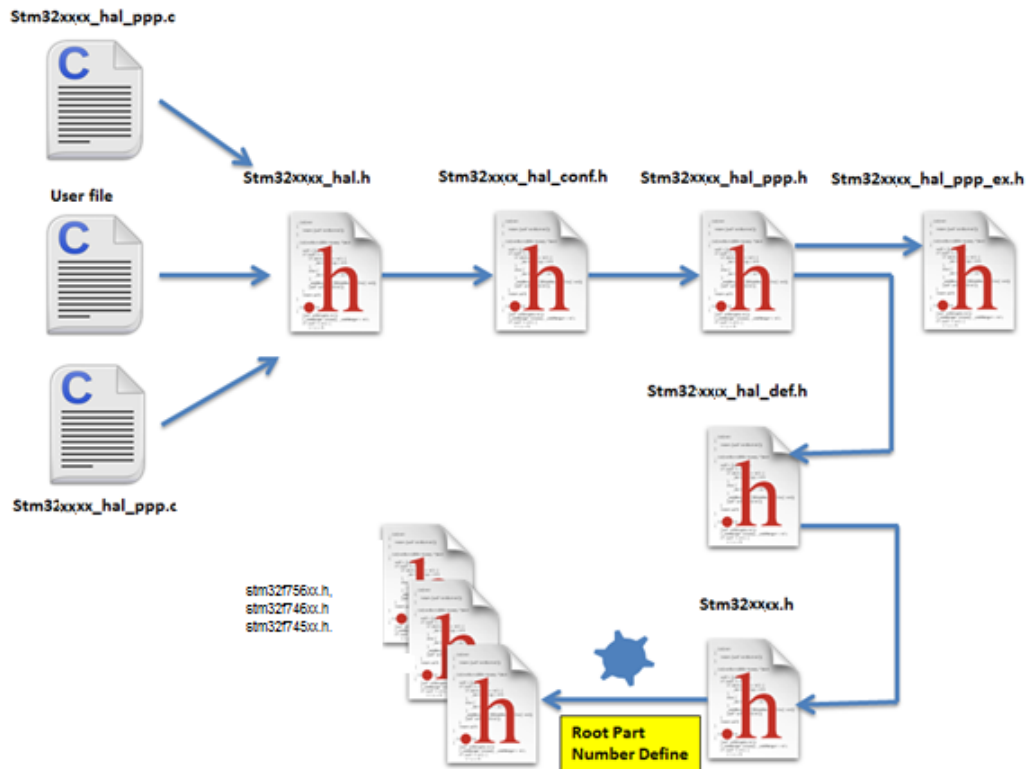 Stm32xxxx_hal_ppp.c
C
User file
C
C
Stm32xxxx_hal_ppp.c
Stm32xxxx_hal.h
.h
Stm32xxxx_hal_conf.h
.h
Stm32xxxx_hal_ppp.h
.h
Stm32xxxx_hal_ppp_ex.h
.h
Stm32xxxx_hal_def.h
.h
Stm32xxxx.h
.h
Root Part
Number Define
.h
.h
.h
stm32f756xx.h,
stm32f746xx.h
stm32f745xx.h.